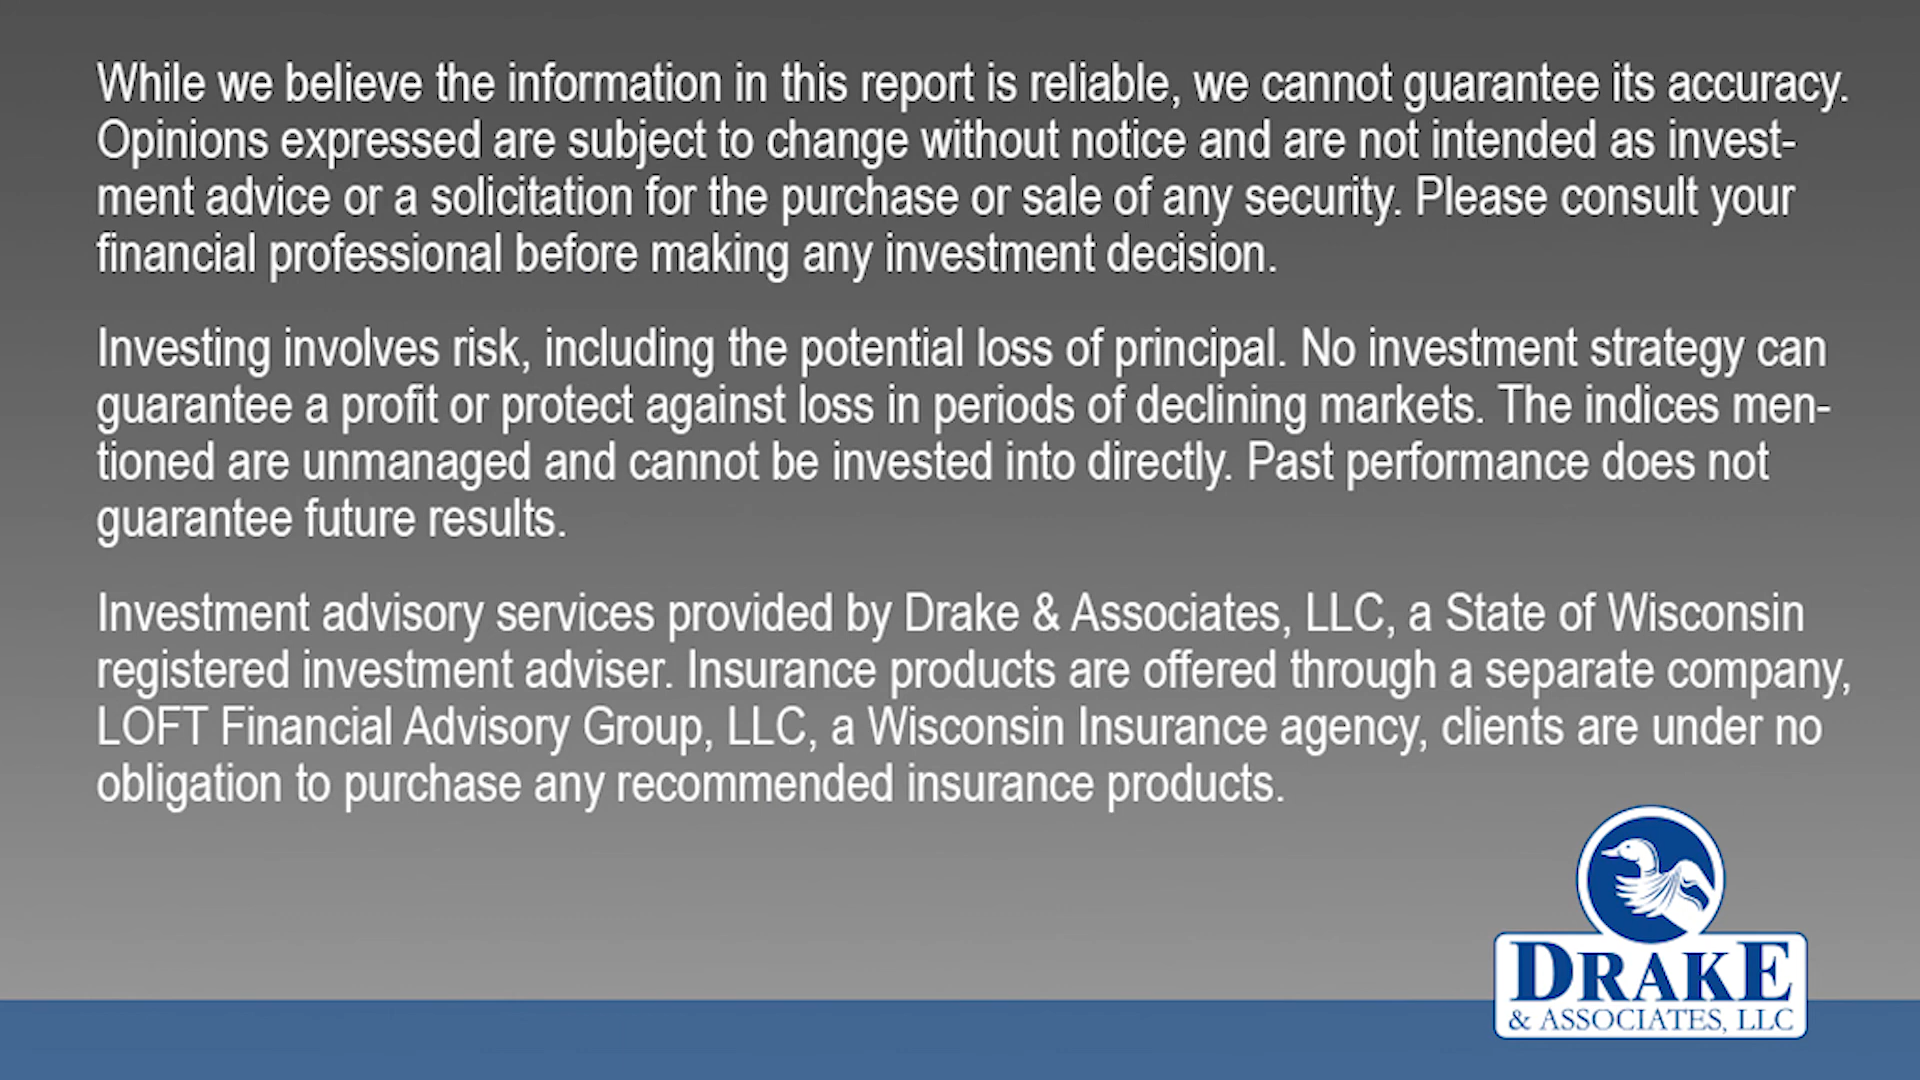 While we believe the information in this report is reliable, we cannot guarantee its accuracy.
Opinions expressed are subject to change without notice and are not intended as invest-
ment advice or a solicitation for the purchase or sale of any security. Please consult your
financial professional before making any investment decision.
Investing involves risk, including the potential loss of principal. No investment strategy can
guarantee a profit or protect against loss in periods of declining markets. The indices men-
tioned are unmanaged and cannot be invested into directly. Past performance does not
guarantee future results.
Investment advisory services provided by Drake & Associates, LLC, a State of Wisconsin
registered investment adviser. Insurance products are offered through a separate company,
LOFT Financial Advisory Group, LLC, a Wisconsin Insurance agency, clients are under no
obligation to purchase any recommended insurance products.
DRAKE
& ASSOCIATES, LLC